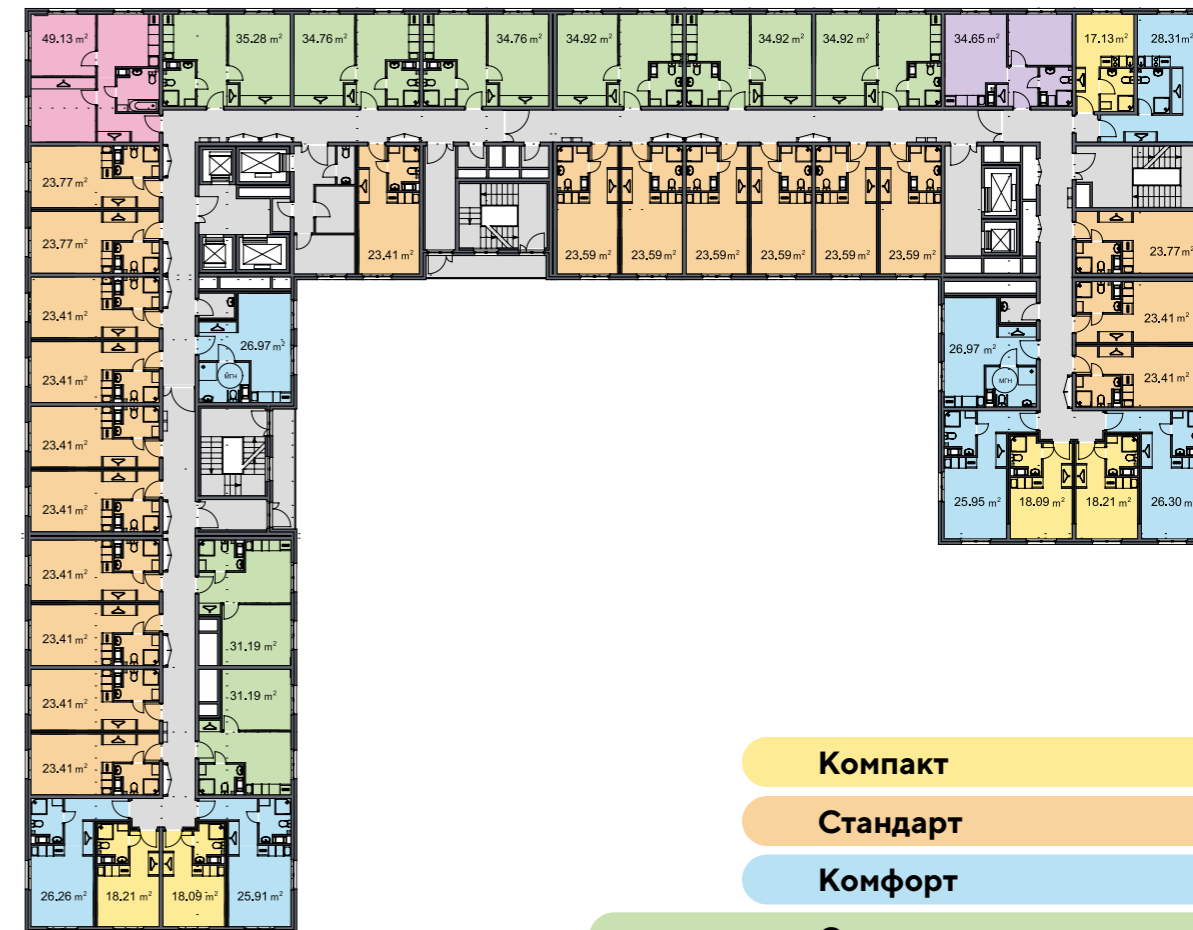 49.13 m²
35.28 m²
34.76 m²
34.76 m²
34.92 m²
34.92 m²
34.92 m²
34.65 m²
17.13 m²
28.31 m²
23.77 m²
23.77 m²
23.41 m²
23.59 m²
23.59 m²
23.59 m²
23.59 m²
23.59 m²
23.59 m²
23.77 m²
23.41 m²
26.97 m²
МГН
26.97 m²
МГН
23.41 m²
23.41 m²
23.41 m²
23.41 m²
23.41 m²
25.95 m²
18.09 m²
18.21 m²
26.30 m
23.41 m²
23.41 m²
23.41 m²
31.19 m²
23.41 m²
31.19 m²
23.41 m²
26.26 m²
18.21 m²
18.09 m²
25.91 m²
Компакт
Стандарт
Комфорт